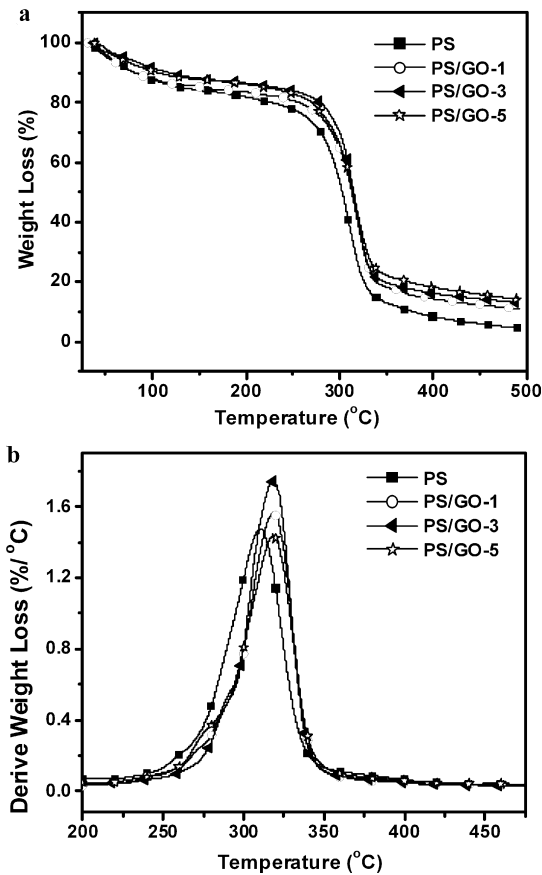 a
PS
PS/GO-1
PS/GO-3
PS/GO-5
100
80
60
40
20
0
Weight Loss (%)
100
200
300
400
500
Temperature (°C)
b
PS
PS/GO-1
PS/GO-3
PS/GO-5
1.6
1.2
0.8
0.4
0.0
Derive Weight Loss (%/ °C)
200
250
300
350
400
450
Temperature (°C)